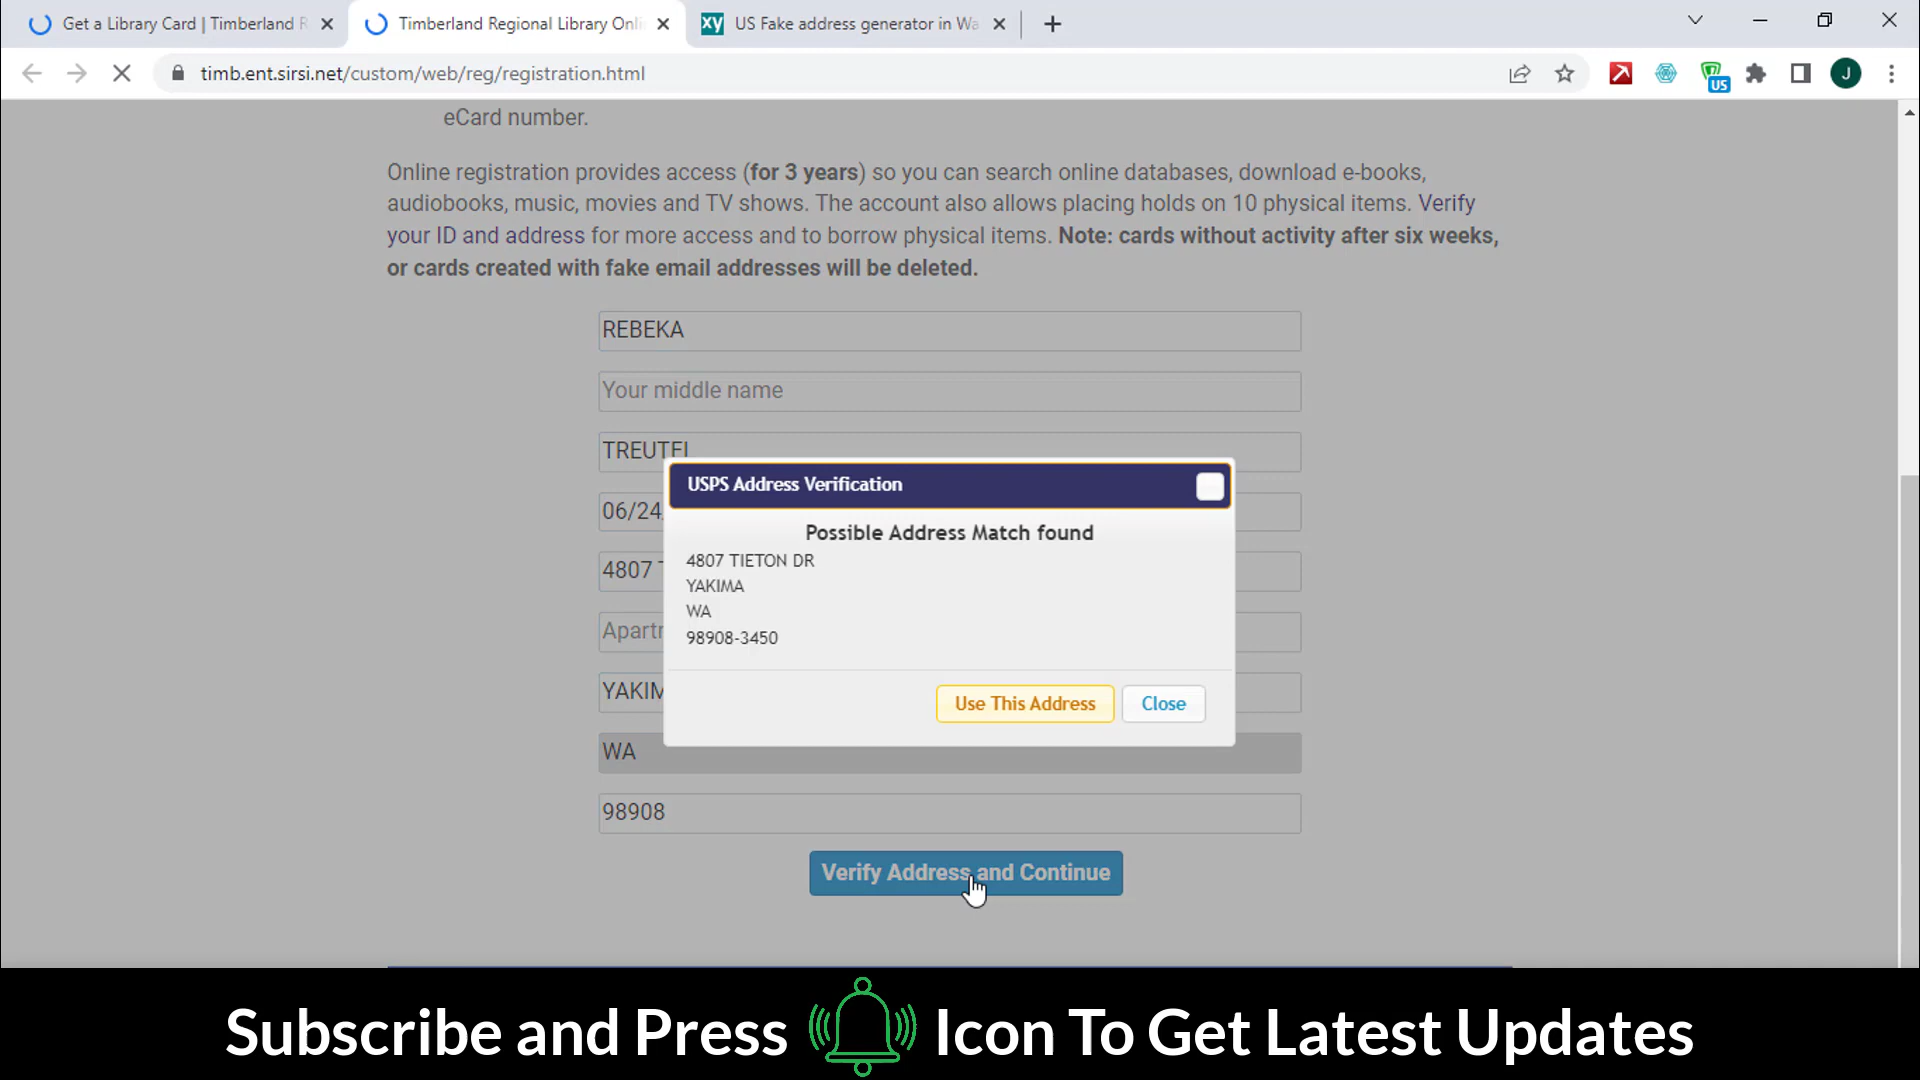 Get a Library Card | Timberland R
Timberland Regional Library Onli
xy US Fake address generator in Wa
timb.ent.sirsi.net/custom/web/reg/registration.html
US
J
eCard number.
Online registration provides access (for 3 years) so you can search online databases, download e-books,
audiobooks, music, movies and TV shows. The account also allows placing holds on 10 physical items. Verify
your ID and address for more access and to borrow physical items. Note: cards without activity after six weeks,
or cards created with fake email addresses will be deleted.
REBEKA
Your middle name
TREUTEL
USPS Address Verification
06/24/
Possible Address Match found
4807 TIETON DR
4807 T
YAKIMA
WA
Apartr
98908-3450
YAKIM
Use This Address
Close
WA
98908
Verify Address and Continue
Subscribe and Press Icon To Get Latest Updates